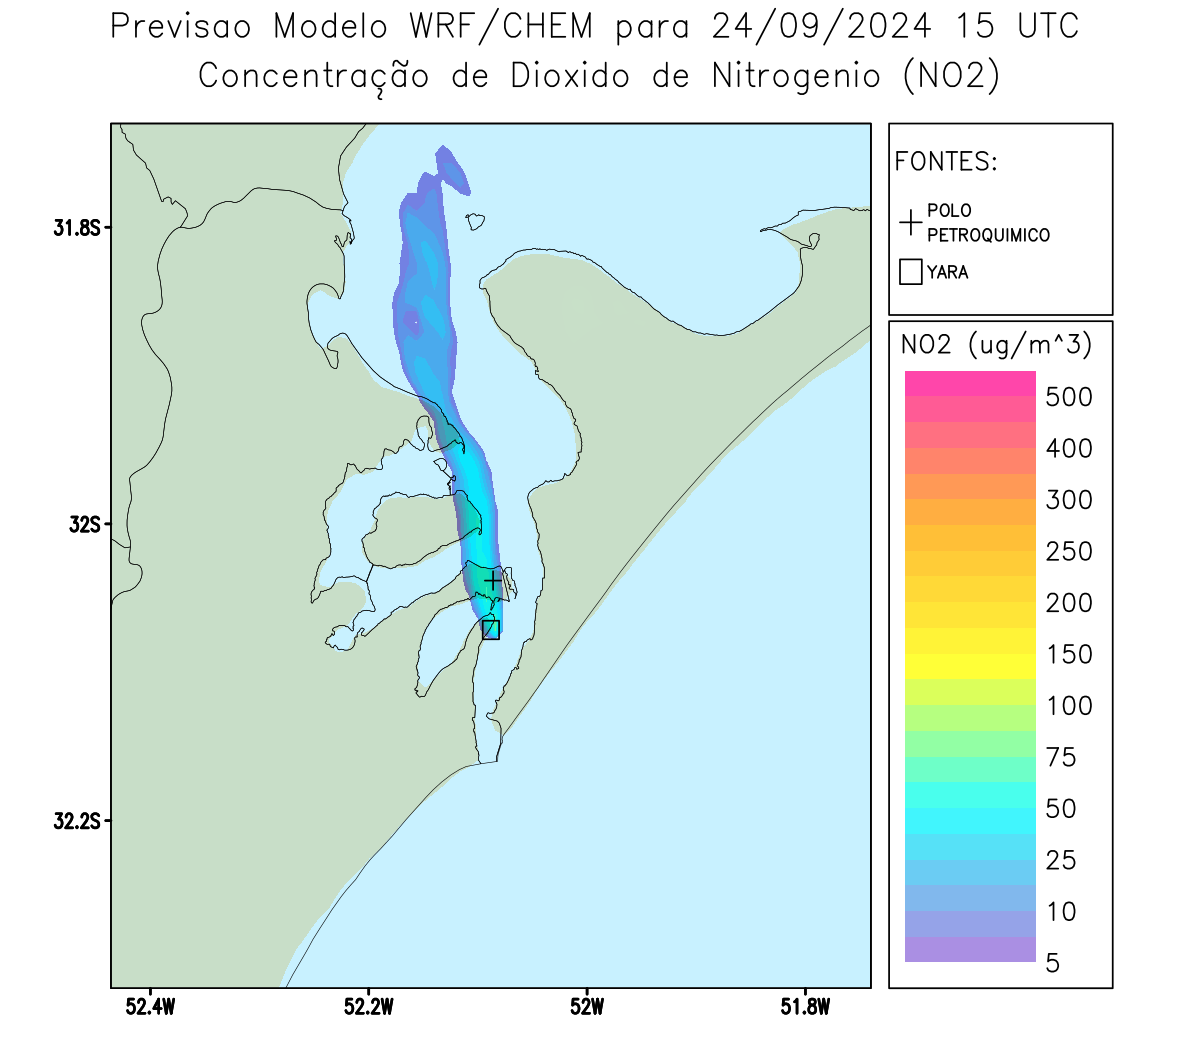 Previsao Modelo WRF/CHEM para 24/09/2024 15 UTC
Concentração de Dioxido de Nitrogenio (NO2)
FONTES:
POLO
PETROQUIMICO
YARA
NO2 (ug/m^3)
500
400
300
250
200
150
100
75
50
25
10
5
31.8S
32S
32.2S
52.4W
52.2W
52W
51.8W